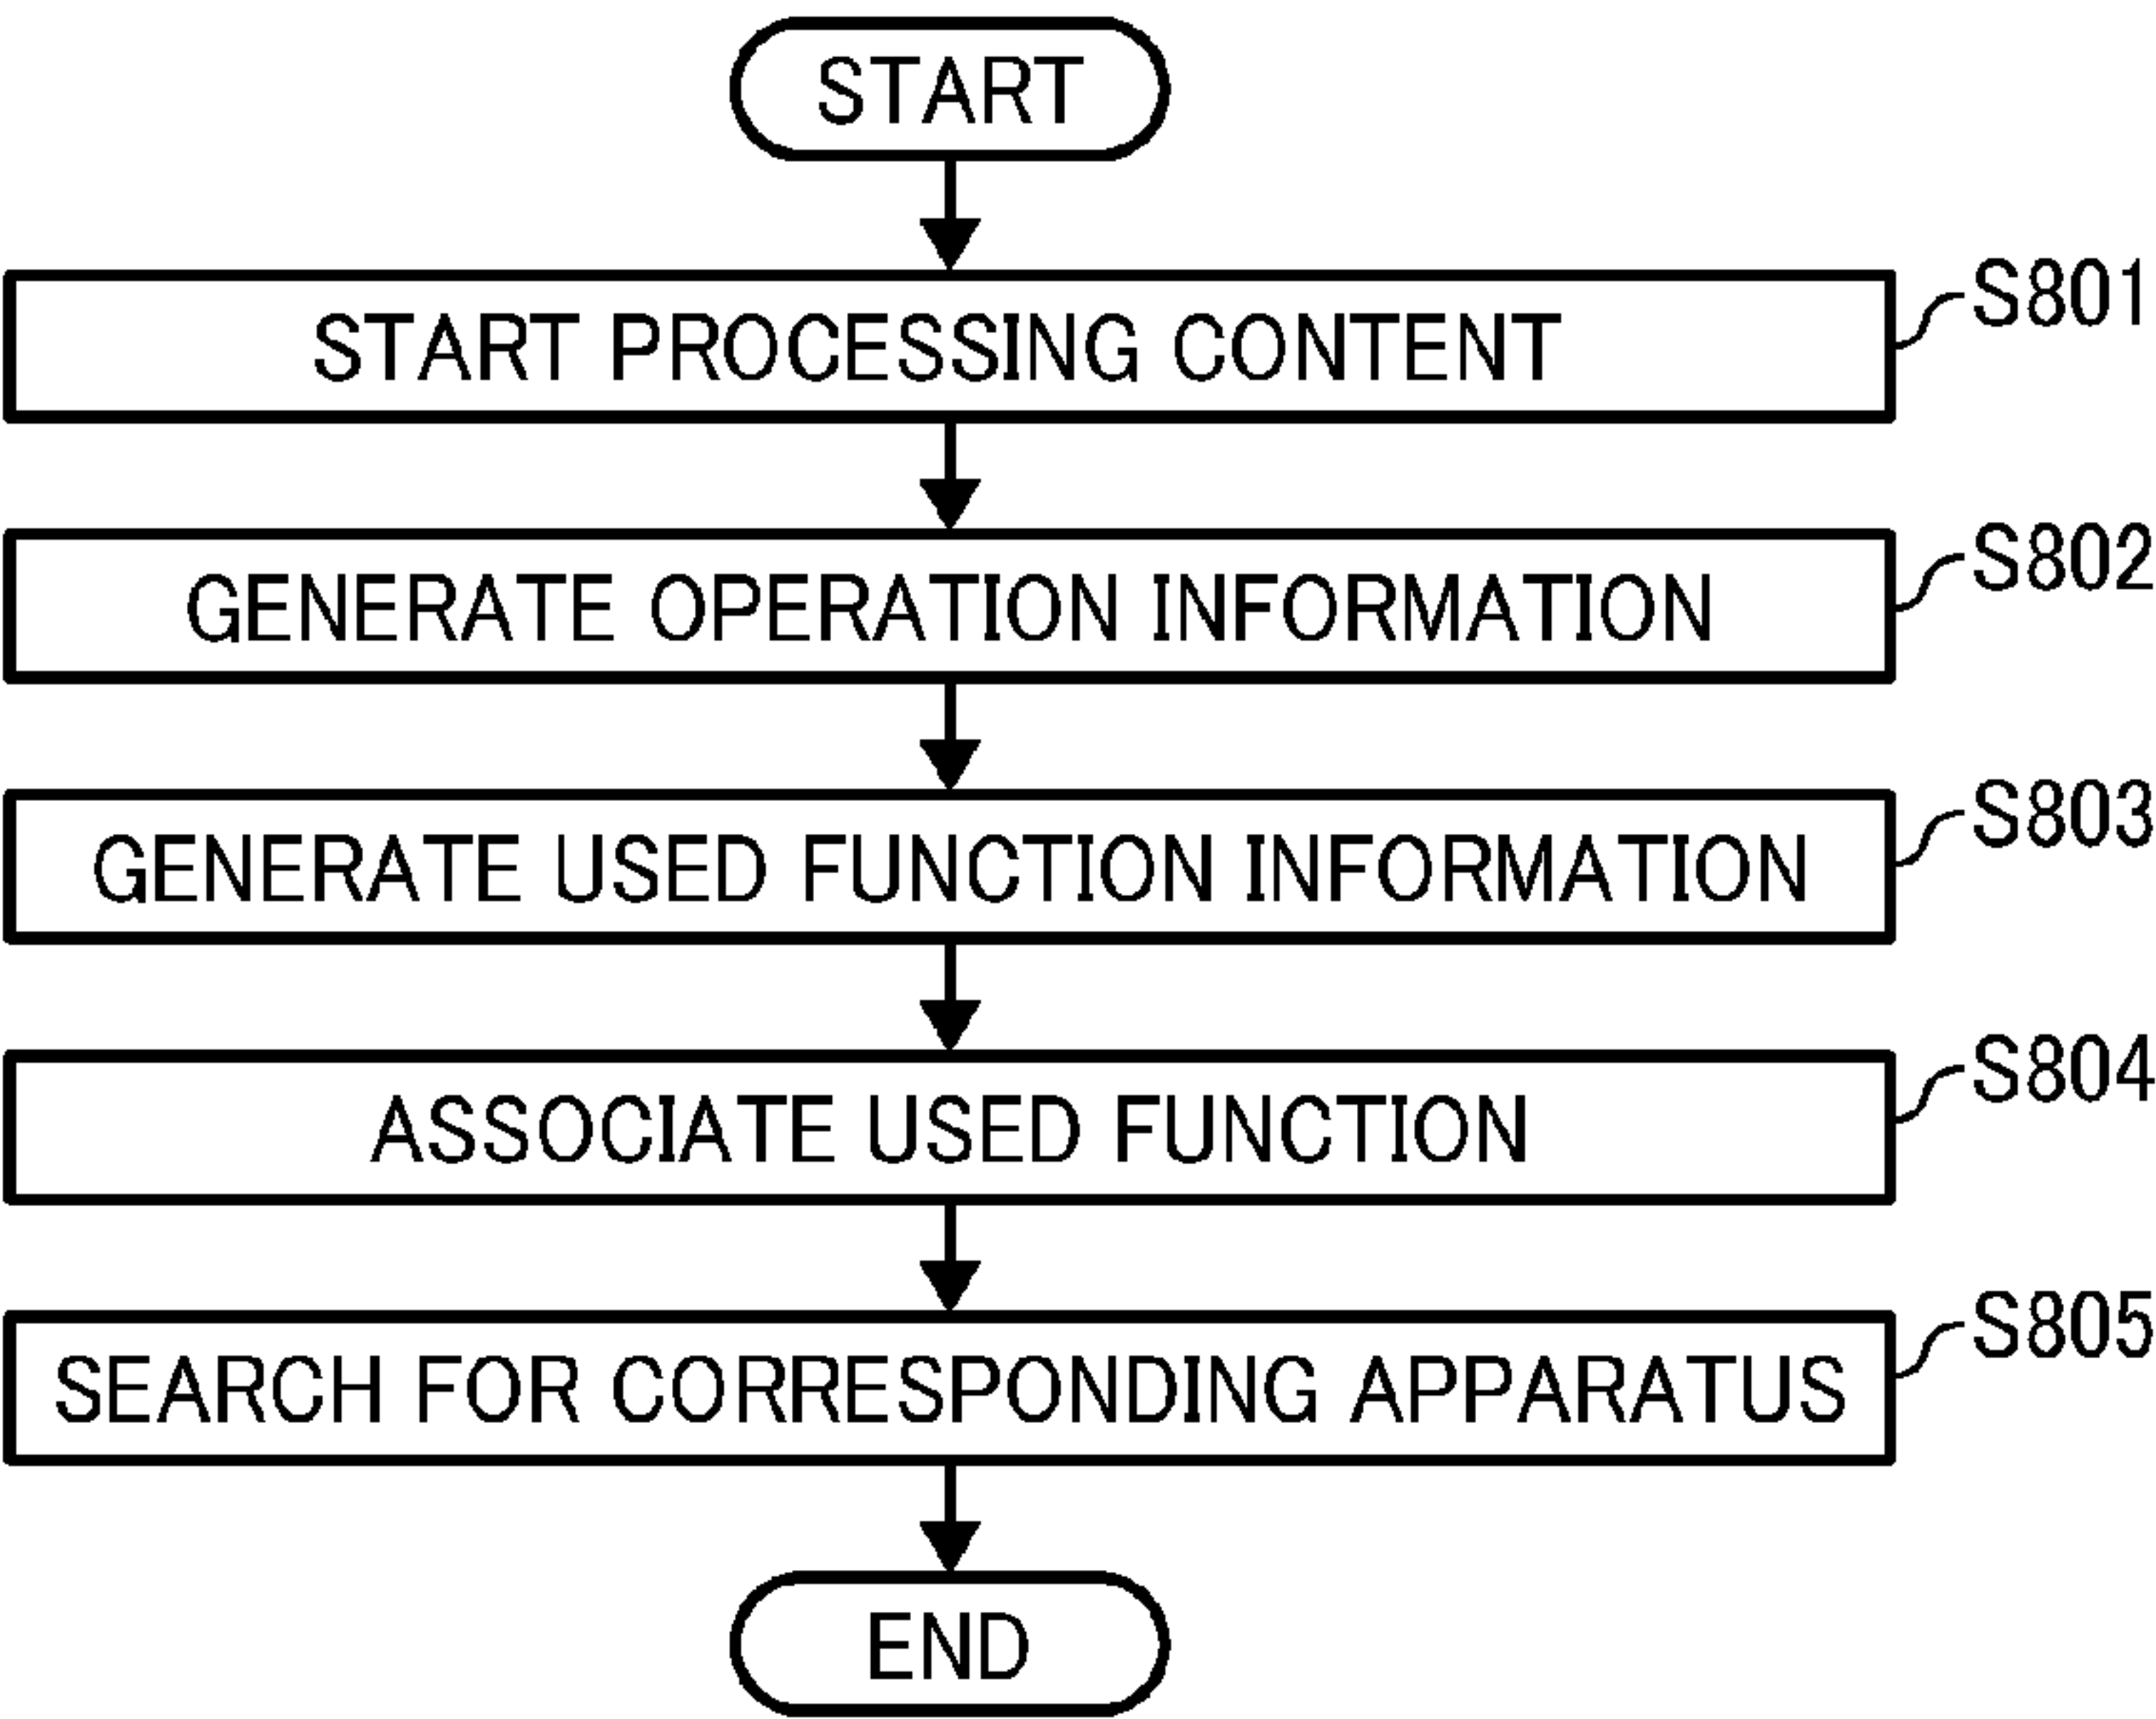 START
START PROCESSING CONTENT
S801
GENERATE OPERATION INFORMATION
S802
GENERATE USED FUNCTION INFORMATION
S803
ASSOCIATE USED FUNCTION
S804
SEARCH FOR CORRESPONDING APPARATUS
S805
END